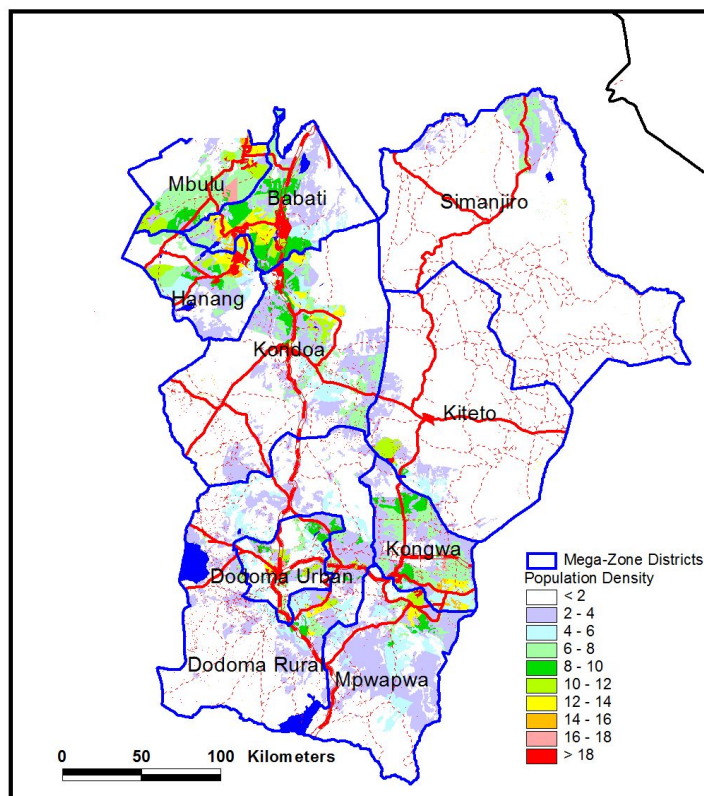 Mbulu
Babati
Simanjiro
Hanang
Kondoa
Kiteto
Kongwa
Dodoma Urban
Dodoma Rural
Mpwapwa
Mega-Zone Districts
Population Density
< 2
2 - 4
4 - 6
6 - 8
8 - 10
10 - 12
12 - 14
14 - 16
16 - 18
> 18
0 50 100 Kilometers